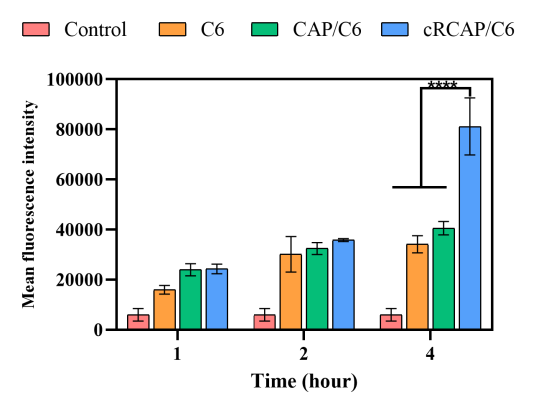 Control C6 CAP/C6 cRCAP/C6
Mean fluorescence intensity
100000
80000
60000
40000
20000
0
****
1 2 4
Time (hour)